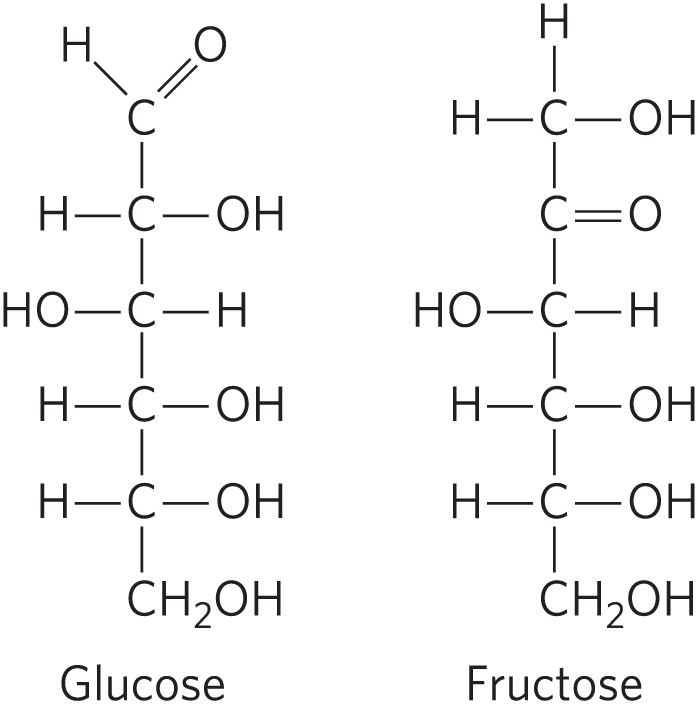 H O H
C H C OH
H C OH C O
HO C H HO C H
H C OH H C OH
H C OH H C OH
CH₂OH CH₂OH
Glucose Fructose